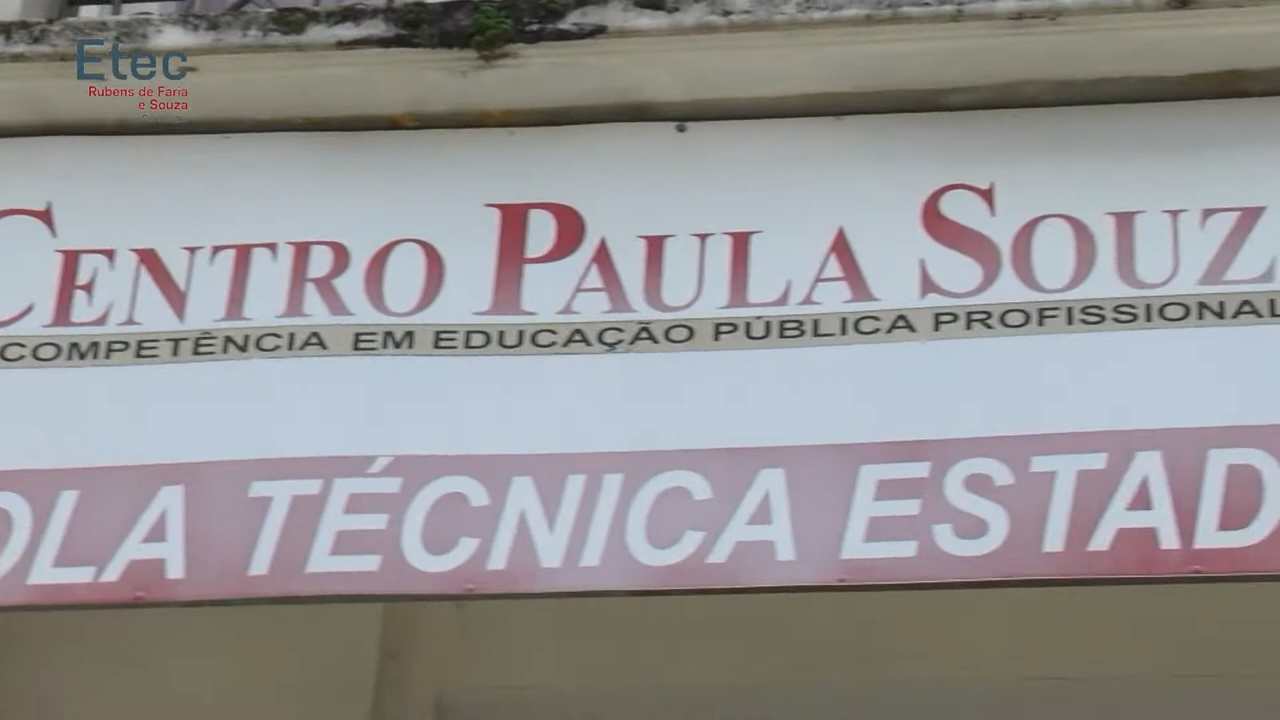 Etec
Rubens de Faria
e Souza
CENTRO PAULA SOUZ
COMPETÊNCIA EM EDUCAÇÃO PÚBLICA PROFISSIONAL
OLA TÉCNICA ESTAD